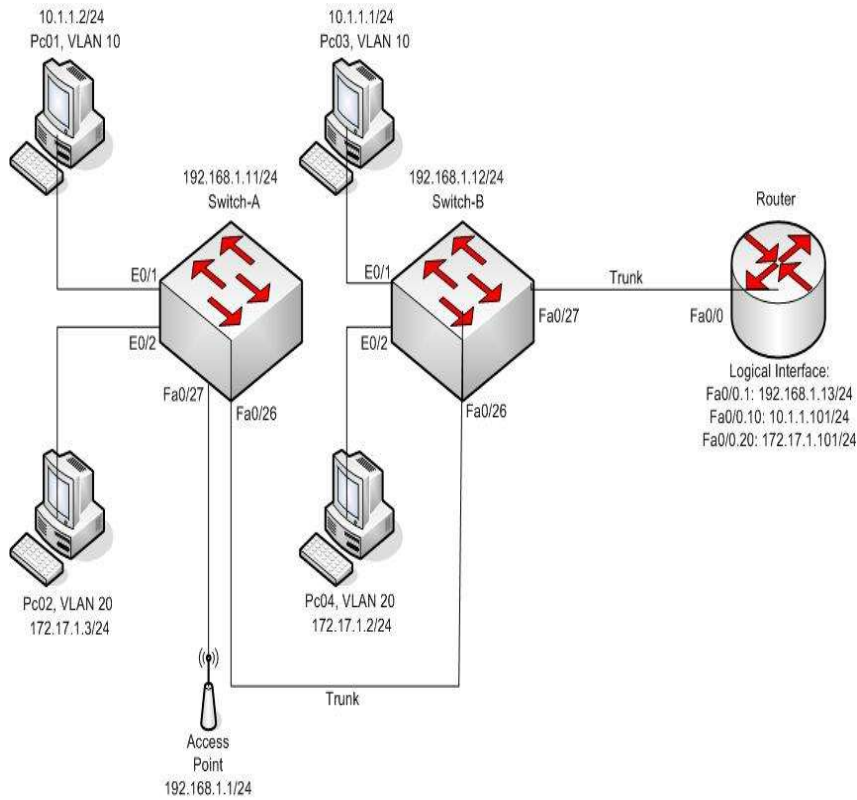 10.1.1.2/24
Pc01, VLAN 10
10.1.1.1/24
Pc03, VLAN 10
192.168.1.11/24
Switch-A
192.168.1.12/24
Switch-B
Router
E0/1
E0/2
Fa0/27
Fa0/26
E0/1
E0/2
Fa0/27
Fa0/26
Trunk
Fa0/0
Logical Interface:
Fa0/0.1: 192.168.1.13/24
Fa0/0.10: 10.1.1.101/24
Fa0/0.20: 172.17.1.101/24
Pc02, VLAN 20
172.17.1.3/24
Pc04, VLAN 20
172.17.1.2/24
Trunk
Access
Point
192.168.1.1/24